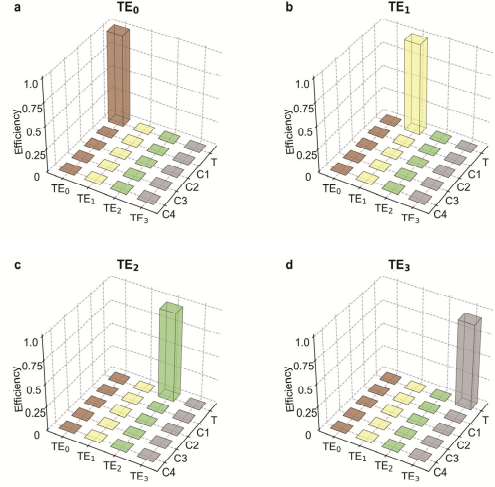 a
TE₀
Efficiency
1.0
0.75
0.5
0.25
0
TE₀
TE₁
TE₂
TE₃
C4
C3
C2
C1
T
b
TE₁
Efficiency
1.0
0.75
0.5
0.25
0
TE₀
TE₁
TE₂
TE₃
C4
C3
C2
C1
T
c
TE₂
Efficiency
1.0
0.75
0.5
0.25
0
TE₀
TE₁
TE₂
TE₃
C4
C3
C2
C1
T
d
TE₃
Efficiency
1.0
0.75
0.5
0.25
0
TE₀
TE₁
TE₂
TE₃
C4
C3
C2
C1
T